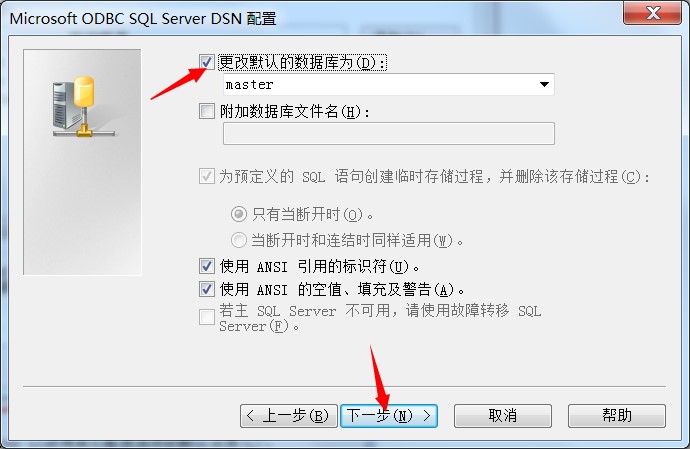 Microsoft ODBC SQL Server DSN 配置
更改默认的数据库为(D):
master
附加数据库文件名(H):
为预定义的 SQL 语句创建临时存储过程，并删除该存储过程(C):
只有当断开时(O)。
当断开时和连结时同样适用(W)。
使用 ANSI 引用的标识符(U)。
使用 ANSI 的空值、填充及警告(A)。
若主 SQL Server 不可用，请使用故障转移 SQL
Server(F)。
< 上一步(B)
下一步(N) >
取消
帮助